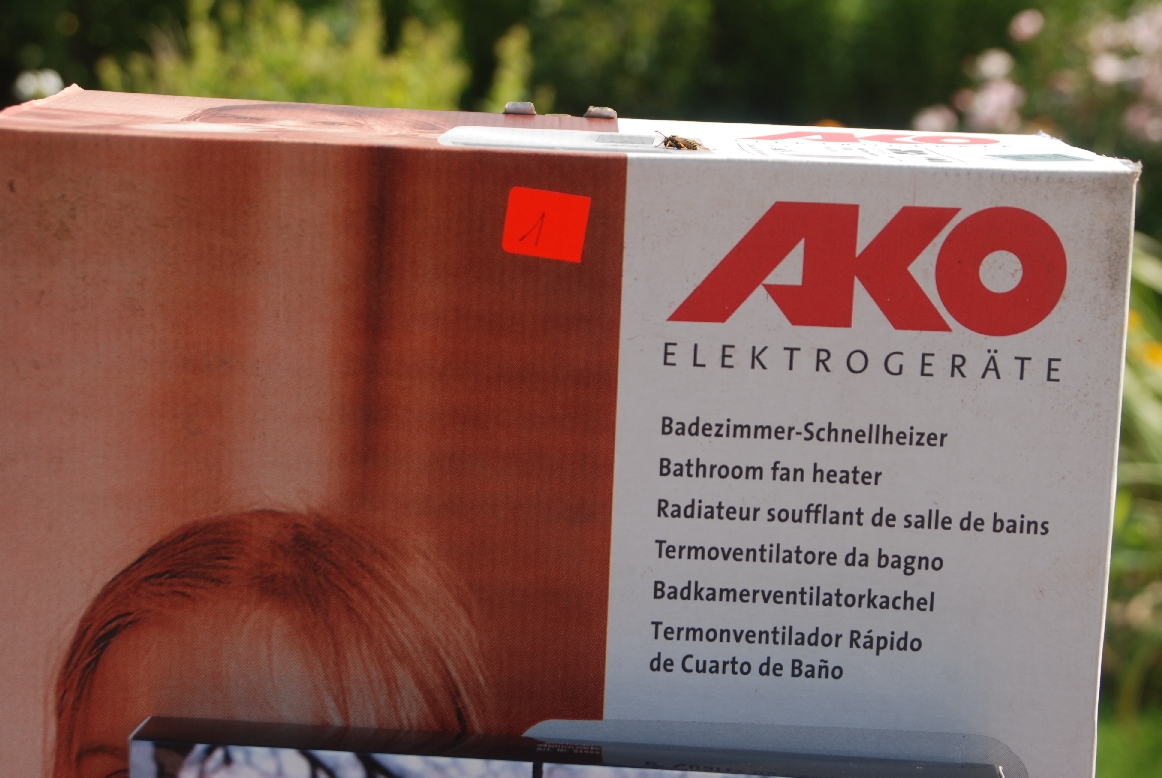 1
AKO
ELEKTROGERÄTE
Badezimmer-Schnellheizer
Bathroom fan heater
Radiateur soufflant de salle de bains
Termoventilatore da bagno
Badkamerventilatorkachel
Termonventilador Rápido
de Cuarto de Baño